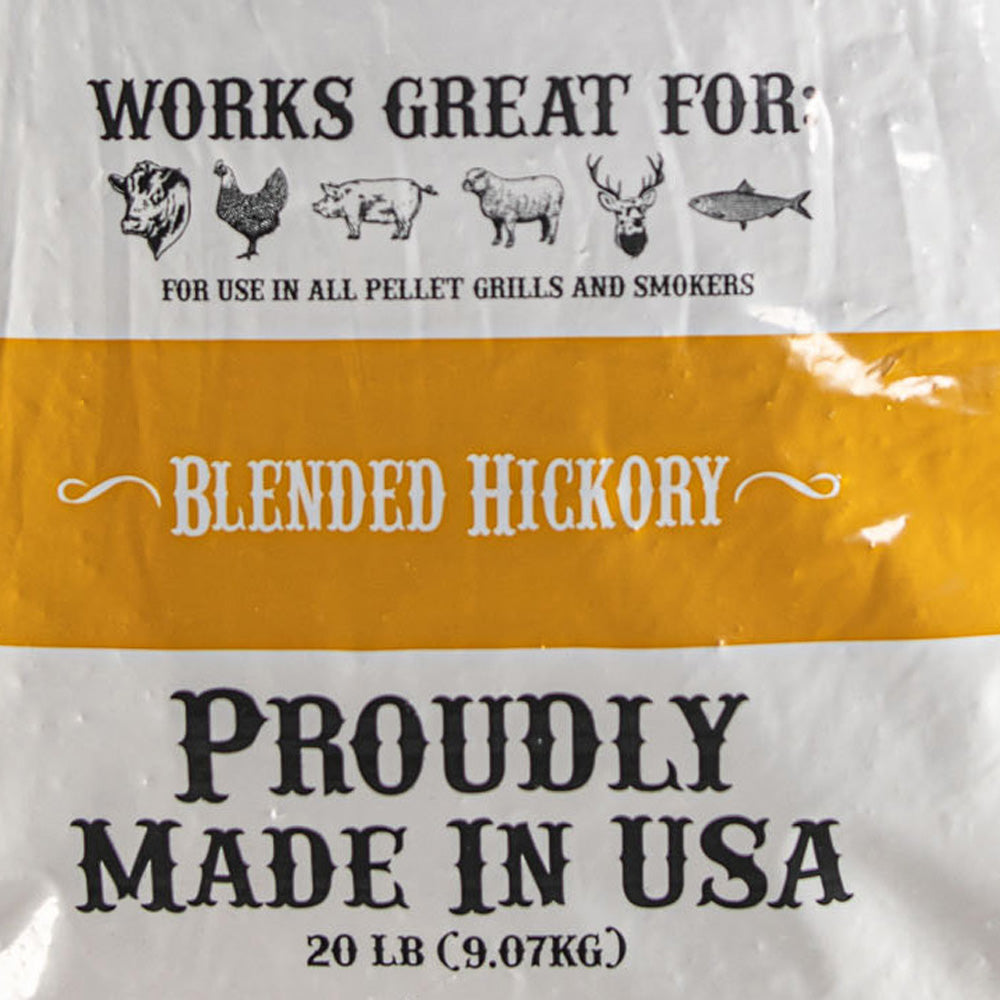 WORKS GREAT FOR:
FOR USE IN ALL PELLET GRILLS AND SMOKERS
BLENDED HICKORY
PROUDLY
MADE IN USA
20 LB (9.07KG)